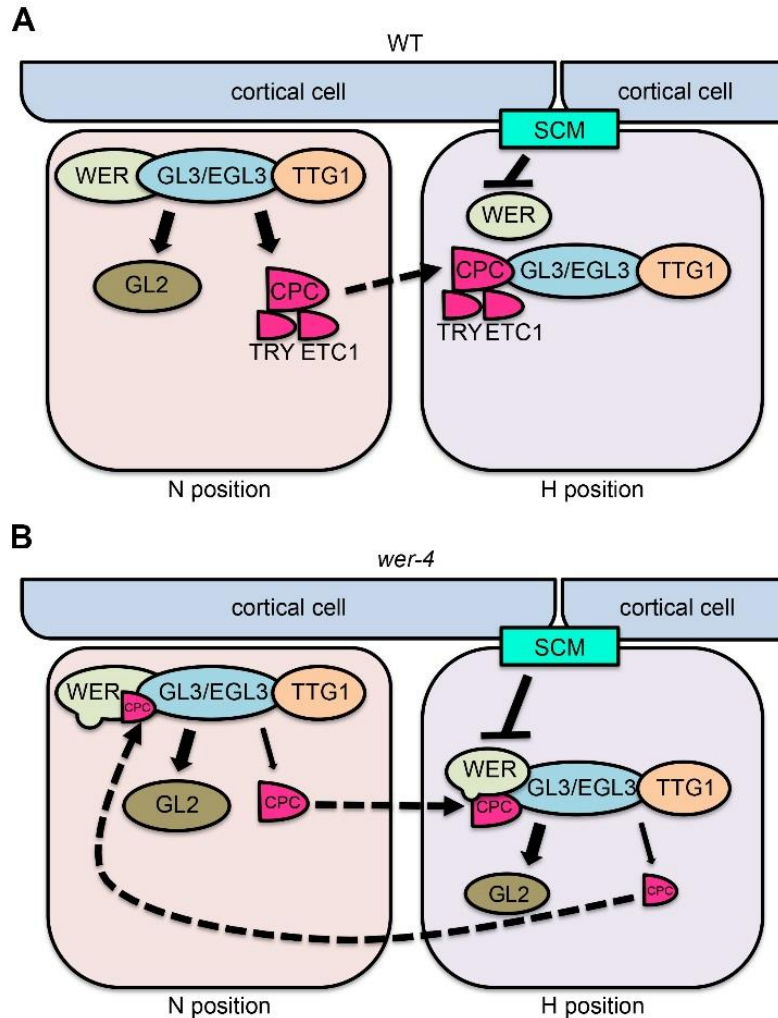 A
WT
cortical cell cortical cell
SCM
WER GL3/EGL3 TTG1
WER
GL2
CPC
CPC GL3/EGL3 TTG1
TRY ETC1
TRY ETC1
N position H position
B
wer-4
cortical cell cortical cell
SCM
WER CPC GL3/EGL3 TTG1
WER
GL2 CPC
CPC GL3/EGL3 TTG1
GL2 CPC
N position H position